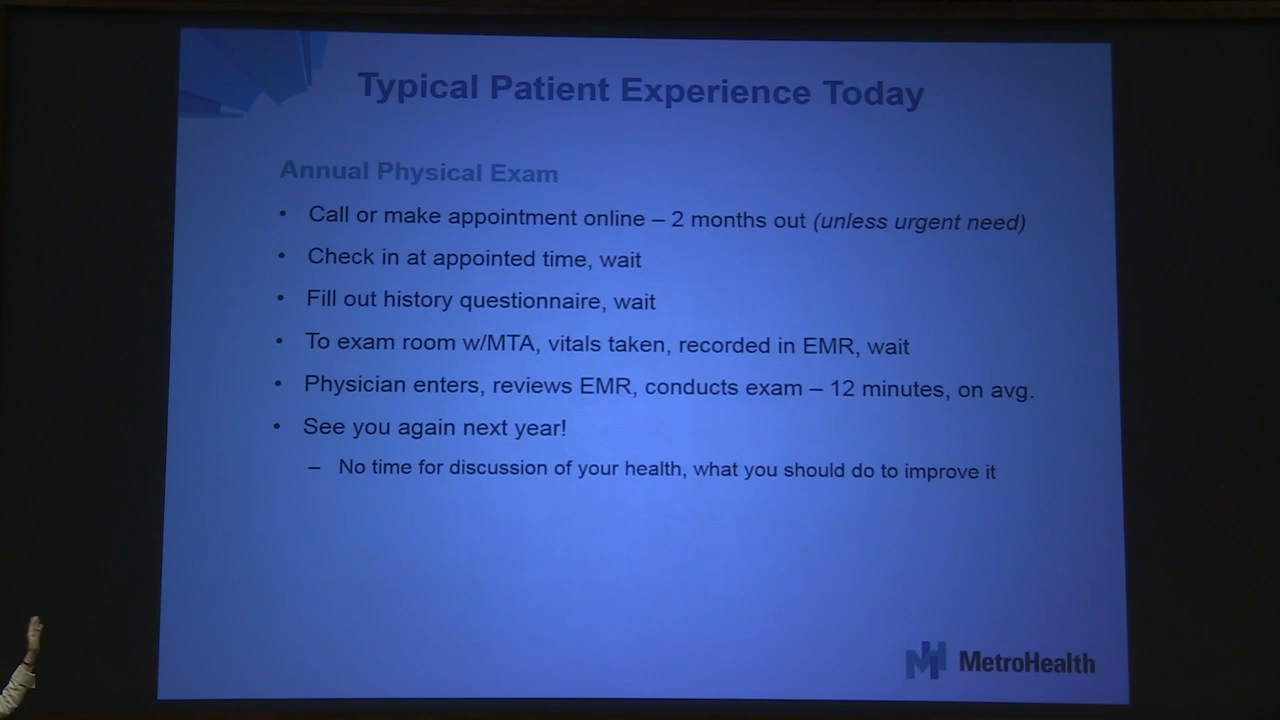 Typical Patient Experience Today
Annual Physical Exam
• Call or make appointment online – 2 months out (unless urgent need)
• Check in at appointed time, wait
• Fill out history questionnaire, wait
• To exam room w/MTA, vitals taken, recorded in EMR, wait
• Physician enters, reviews EMR, conducts exam – 12 minutes, on avg.
• See you again next year!
– No time for discussion of your health, what you should do to improve it
MetroHealth